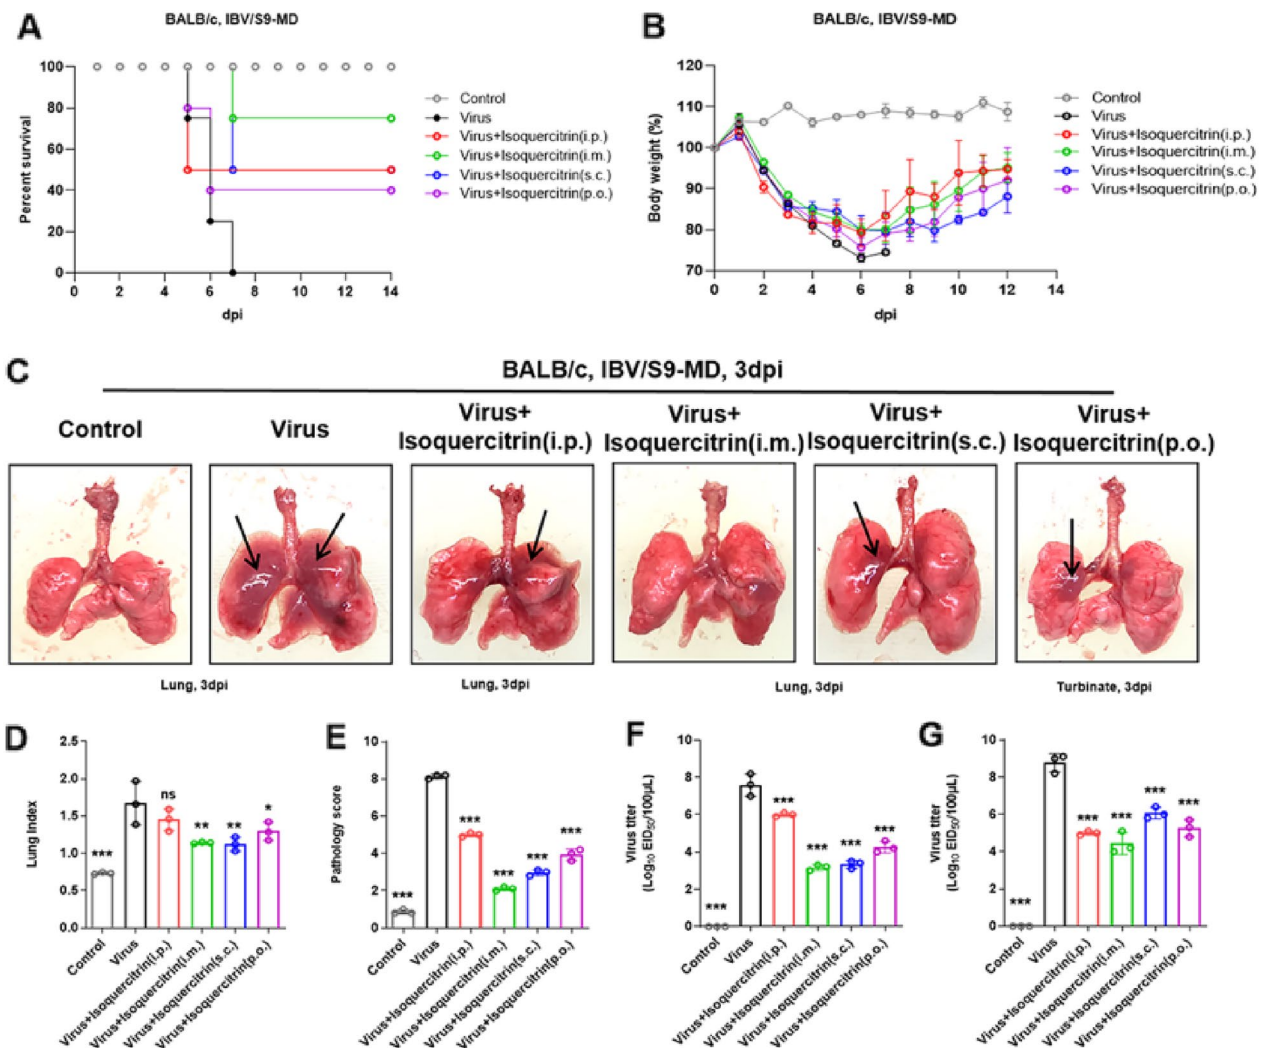 A
BALB/c, IBV/S9-MD
Percent survival
100
80
60
40
20
0
0 2 4 6 8 10 12 14
dpi
Control
Virus
Virus+Isoquercitrin(i.p.)
Virus+Isoquercitrin(i.m.)
Virus+Isoquercitrin(s.c.)
Virus+Isoquercitrin(p.o.)
B
BALB/c, IBV/S9-MD
Body weight (%)
120
110
100
90
80
70
0 2 4 6 8 10 12 14
dpi
Control
Virus
Virus+Isoquercitrin(i.p.)
Virus+Isoquercitrin(i.m.)
Virus+Isoquercitrin(s.c.)
Virus+Isoquercitrin(p.o.)
C
BALB/c, IBV/S9-MD, 3dpi
Control
Virus
Virus+
Isoquercitrin(i.p.)
Virus+
Isoquercitrin(i.m.)
Virus+
Isoquercitrin(s.c.)
Virus+
Isoquercitrin(p.o.)
Lung, 3dpi
Lung, 3dpi
Lung, 3dpi
Turbinate, 3dpi
D
Lung Index
2.5
2.0
1.5
1.0
0.5
0.0
***
ns
**
**
*
Control
Virus
Virus+Isoquercitrin(i.p.)
Virus+Isoquercitrin(i.m.)
Virus+Isoquercitrin(s.c.)
Virus+Isoquercitrin(p.o.)
E
Pathology score
10
8
6
4
2
0
***
***
***
***
***
Control
Virus
Virus+Isoquercitrin(i.p.)
Virus+Isoquercitrin(i.m.)
Virus+Isoquercitrin(s.c.)
Virus+Isoquercitrin(p.o.)
F
Virus titer
(Log₁₀ EID₅₀/100μL)
10
8
6
4
2
0
***
***
***
***
***
Control
Virus
Virus+Isoquercitrin(i.p.)
Virus+Isoquercitrin(i.m.)
Virus+Isoquercitrin(s.c.)
Virus+Isoquercitrin(p.o.)
G
Virus titer
(Log₁₀ EID₅₀/100μL)
10
8
6
4
2
0
***
***
***
***
***
Control
Virus
Virus+Isoquercitrin(i.p.)
Virus+Isoquercitrin(i.m.)
Virus+Isoquercitrin(s.c.)
Virus+Isoquercitrin(p.o.)